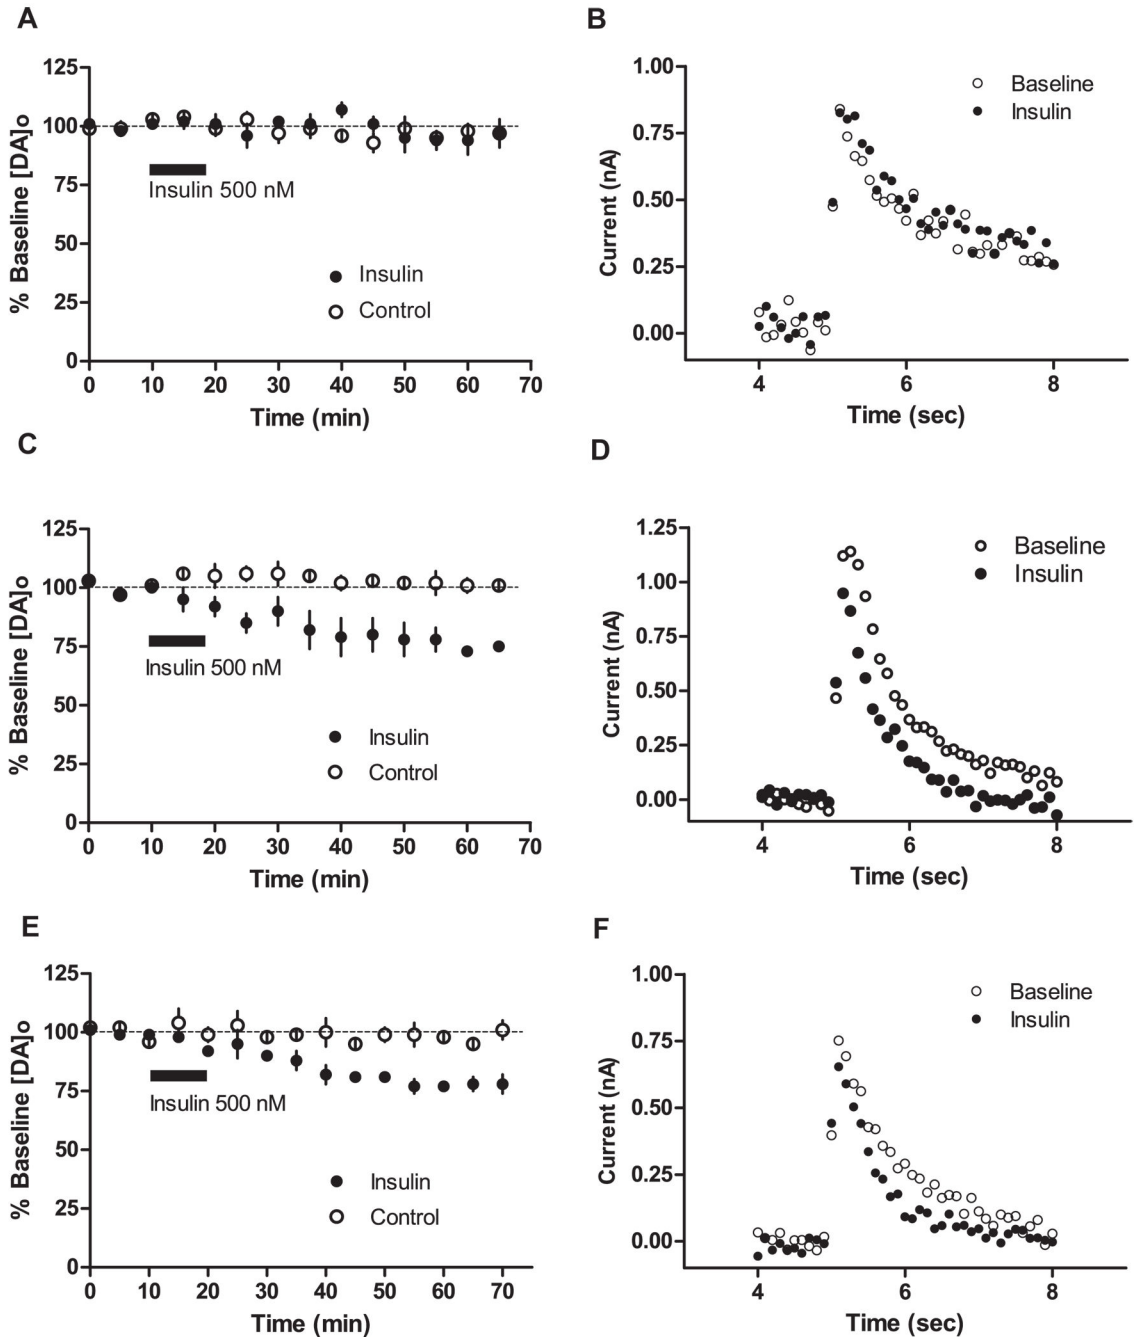 A
125
100
75
50
25
0
% Baseline [DA]o
Insulin 500 nM
Insulin
Control
0 10 20 30 40 50 60 70
Time (min)
B
1.00
0.75
0.50
0.25
0.00
Current (nA)
Baseline
Insulin
4 6 8
Time (sec)
C
125
100
75
50
25
0
% Baseline [DA]o
Insulin 500 nM
Insulin
Control
0 10 20 30 40 50 60 70
Time (min)
D
1.25
1.00
0.75
0.50
0.25
0.00
Current (nA)
Baseline
Insulin
4 6 8
Time (sec)
E
125
100
75
50
25
0
% Baseline [DA]o
Insulin 500 nM
Insulin
Control
0 10 20 30 40 50 60 70
Time (min)
F
1.00
0.75
0.50
0.25
0.00
Current (nA)
Baseline
Insulin
4 6 8
Time (sec)